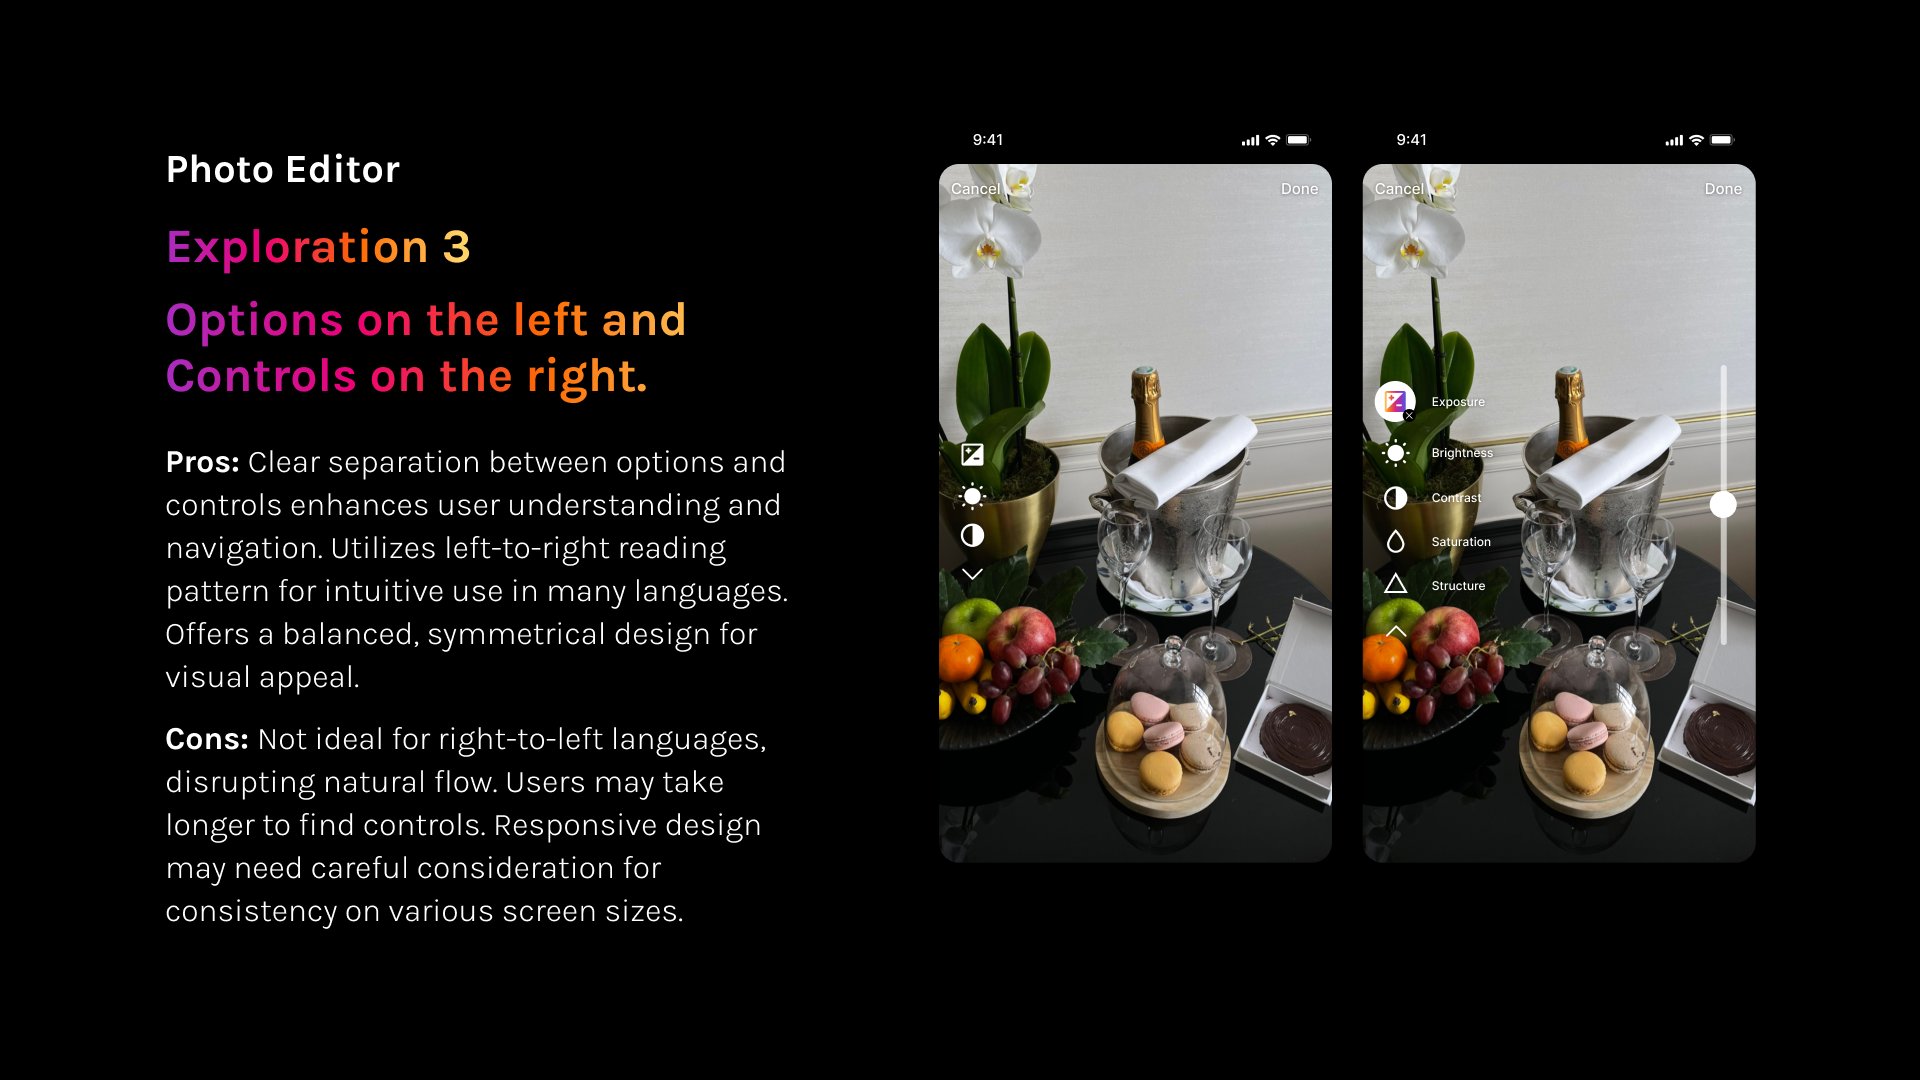 Photo Editor
Exploration 3
Options on the left and
Controls on the right.
Pros: Clear separation between options and
controls enhances user understanding and
navigation. Utilizes left-to-right reading
pattern for intuitive use in many languages.
Offers a balanced, symmetrical design for
visual appeal.
Cons: Not ideal for right-to-left languages,
disrupting natural flow. Users may take
longer to find controls. Responsive design
may need careful consideration for
consistency on various screen sizes.
9:41
Cancel Done
9:41
Cancel Done
Exposure
Brightness
Contrast
Saturation
Structure